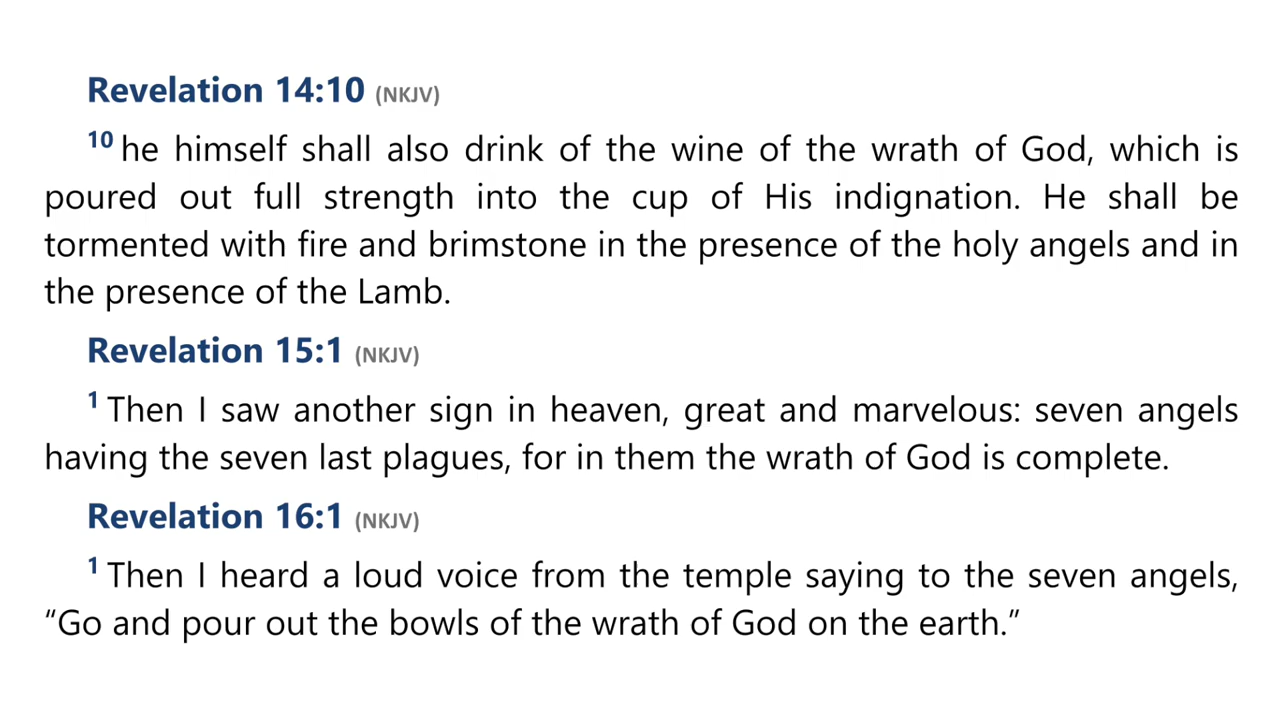 Revelation 14:10 (NKJV)
10 he himself shall also drink of the wine of the wrath of God, which is
poured out full strength into the cup of His indignation. He shall be
tormented with fire and brimstone in the presence of the holy angels and in
the presence of the Lamb.
Revelation 15:1 (NKJV)
1 Then I saw another sign in heaven, great and marvelous: seven angels
having the seven last plagues, for in them the wrath of God is complete.
Revelation 16:1 (NKJV)
1 Then I heard a loud voice from the temple saying to the seven angels,
“Go and pour out the bowls of the wrath of God on the earth.”